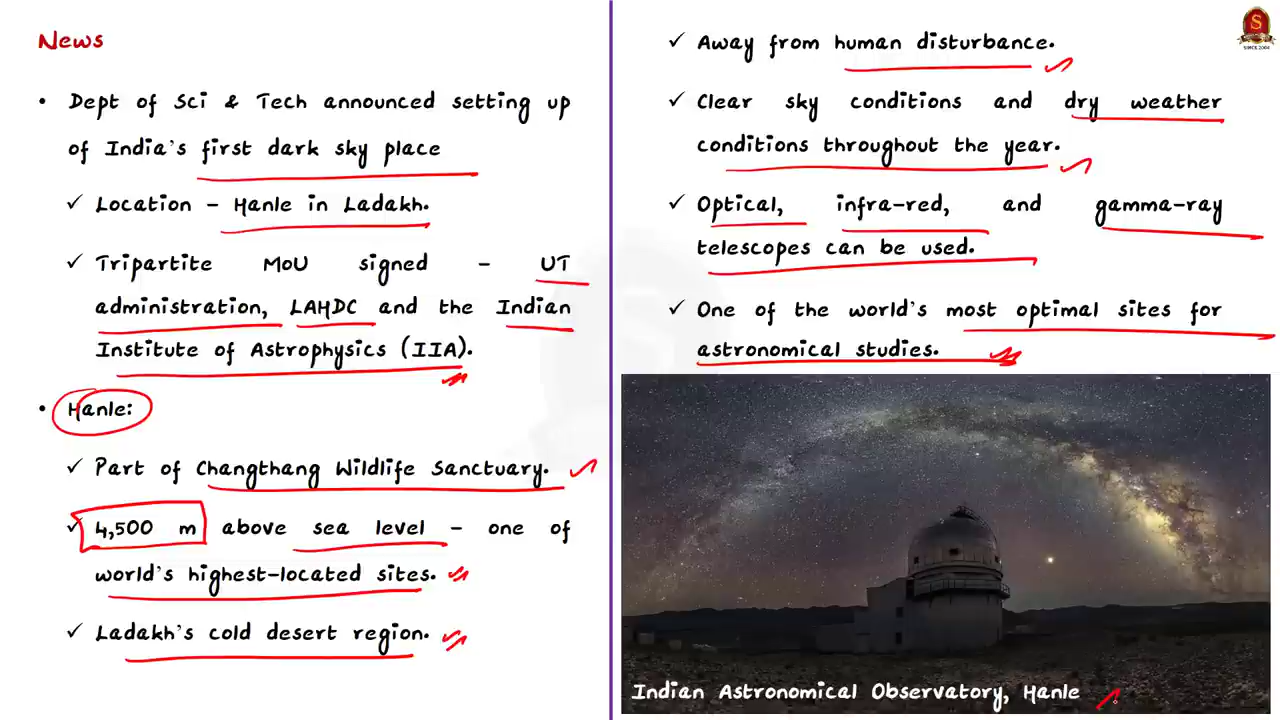 News
• Dept of Sci & Tech announced setting up
of India's first dark sky place
✓ Location - Hanle in Ladakh.
✓ Tripartite MoU signed - UT
administration, LAHDC and the Indian
Institute of Astrophysics (IIA).
• Hanle:
✓ Part of Changthang Wildlife Sanctuary.
✓ 4,500 m above sea level - one of
world's highest-located sites.
✓ Ladakh's cold desert region.
✓ Away from human disturbance.
✓ Clear sky conditions and dry weather
conditions throughout the year.
✓ Optical, infra-red, and gamma-ray
telescopes can be used.
✓ One of the world's most optimal sites for
astronomical studies.
Indian Astronomical Observatory, Hanle
S
SINCE 2004